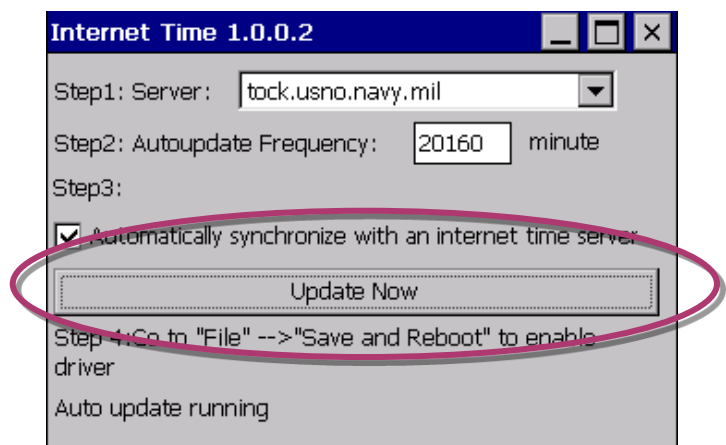 Internet Time 1.0.0.2
Step1: Server: tock.usno.navy.mil
Step2: Autoupdate Frequency: 20160 minute
Step3:
Automatically synchronize with an internet time server
Update Now
Step 4:Go to "File" -->"Save and Reboot" to enable
driver
Auto update running